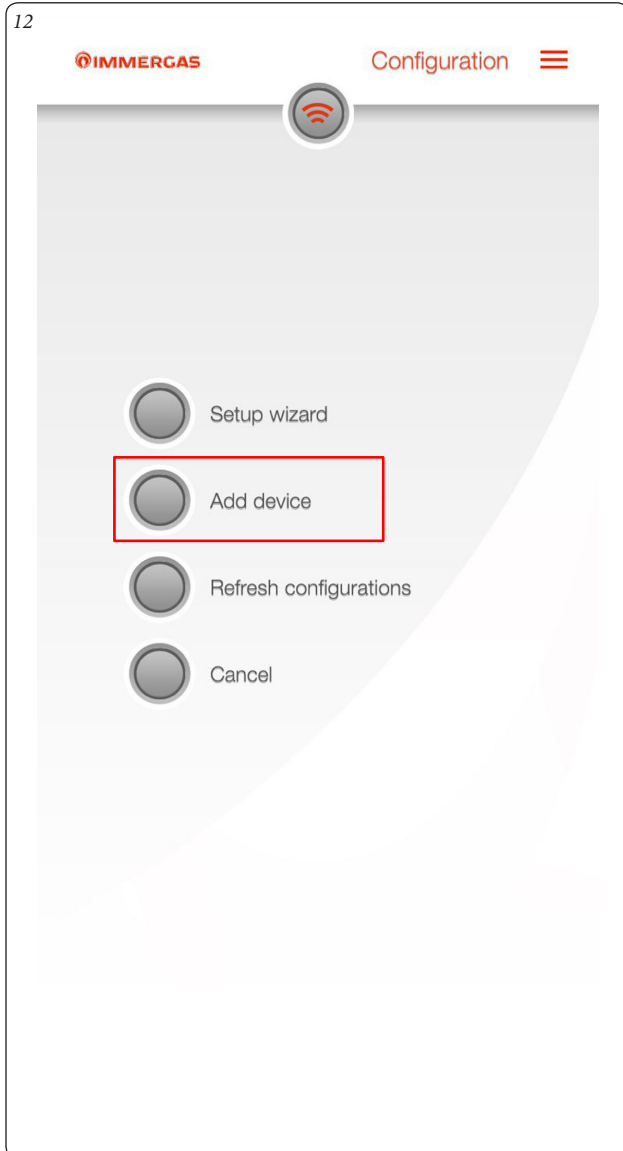 12
IMMERGAS
Configuration
Setup wizard
Add device
Refresh configurations
Cancel